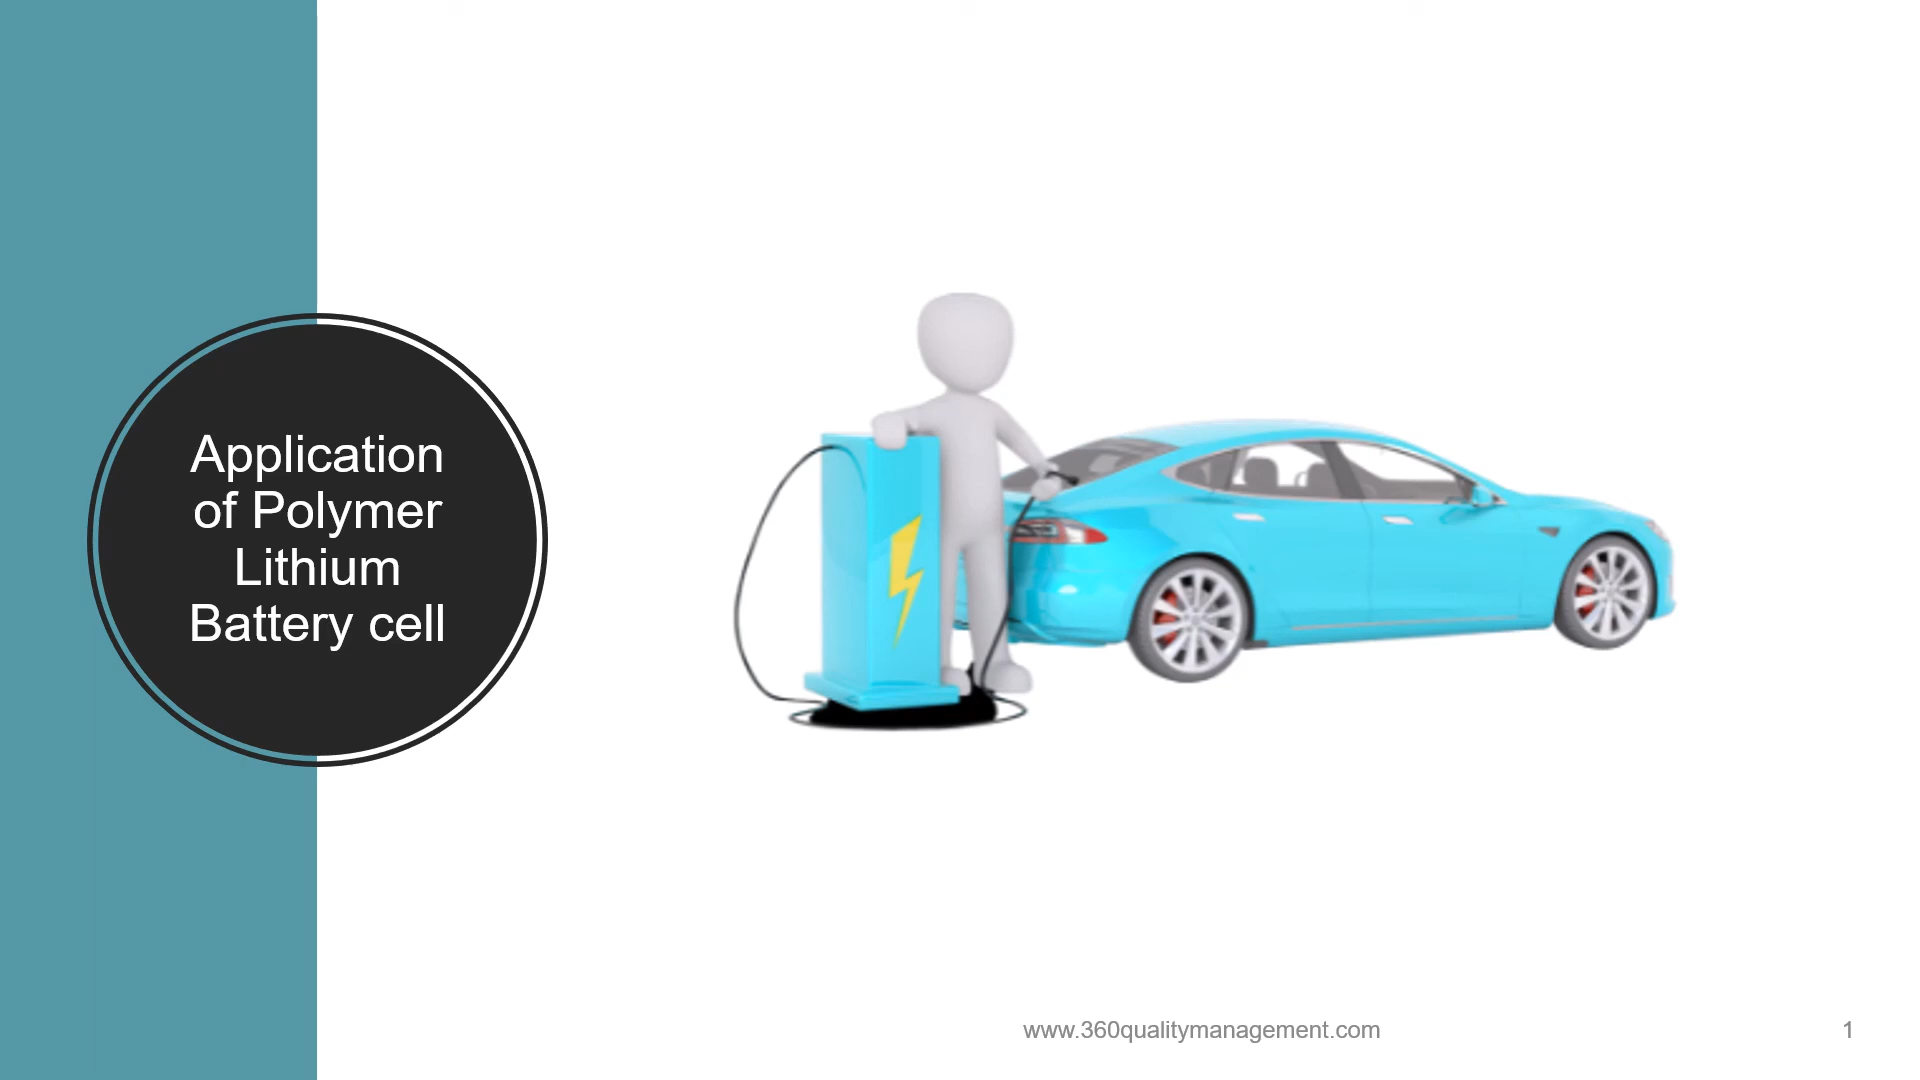 Application
of Polymer
Lithium
Battery cell
www.360qualitymanagement.com
1